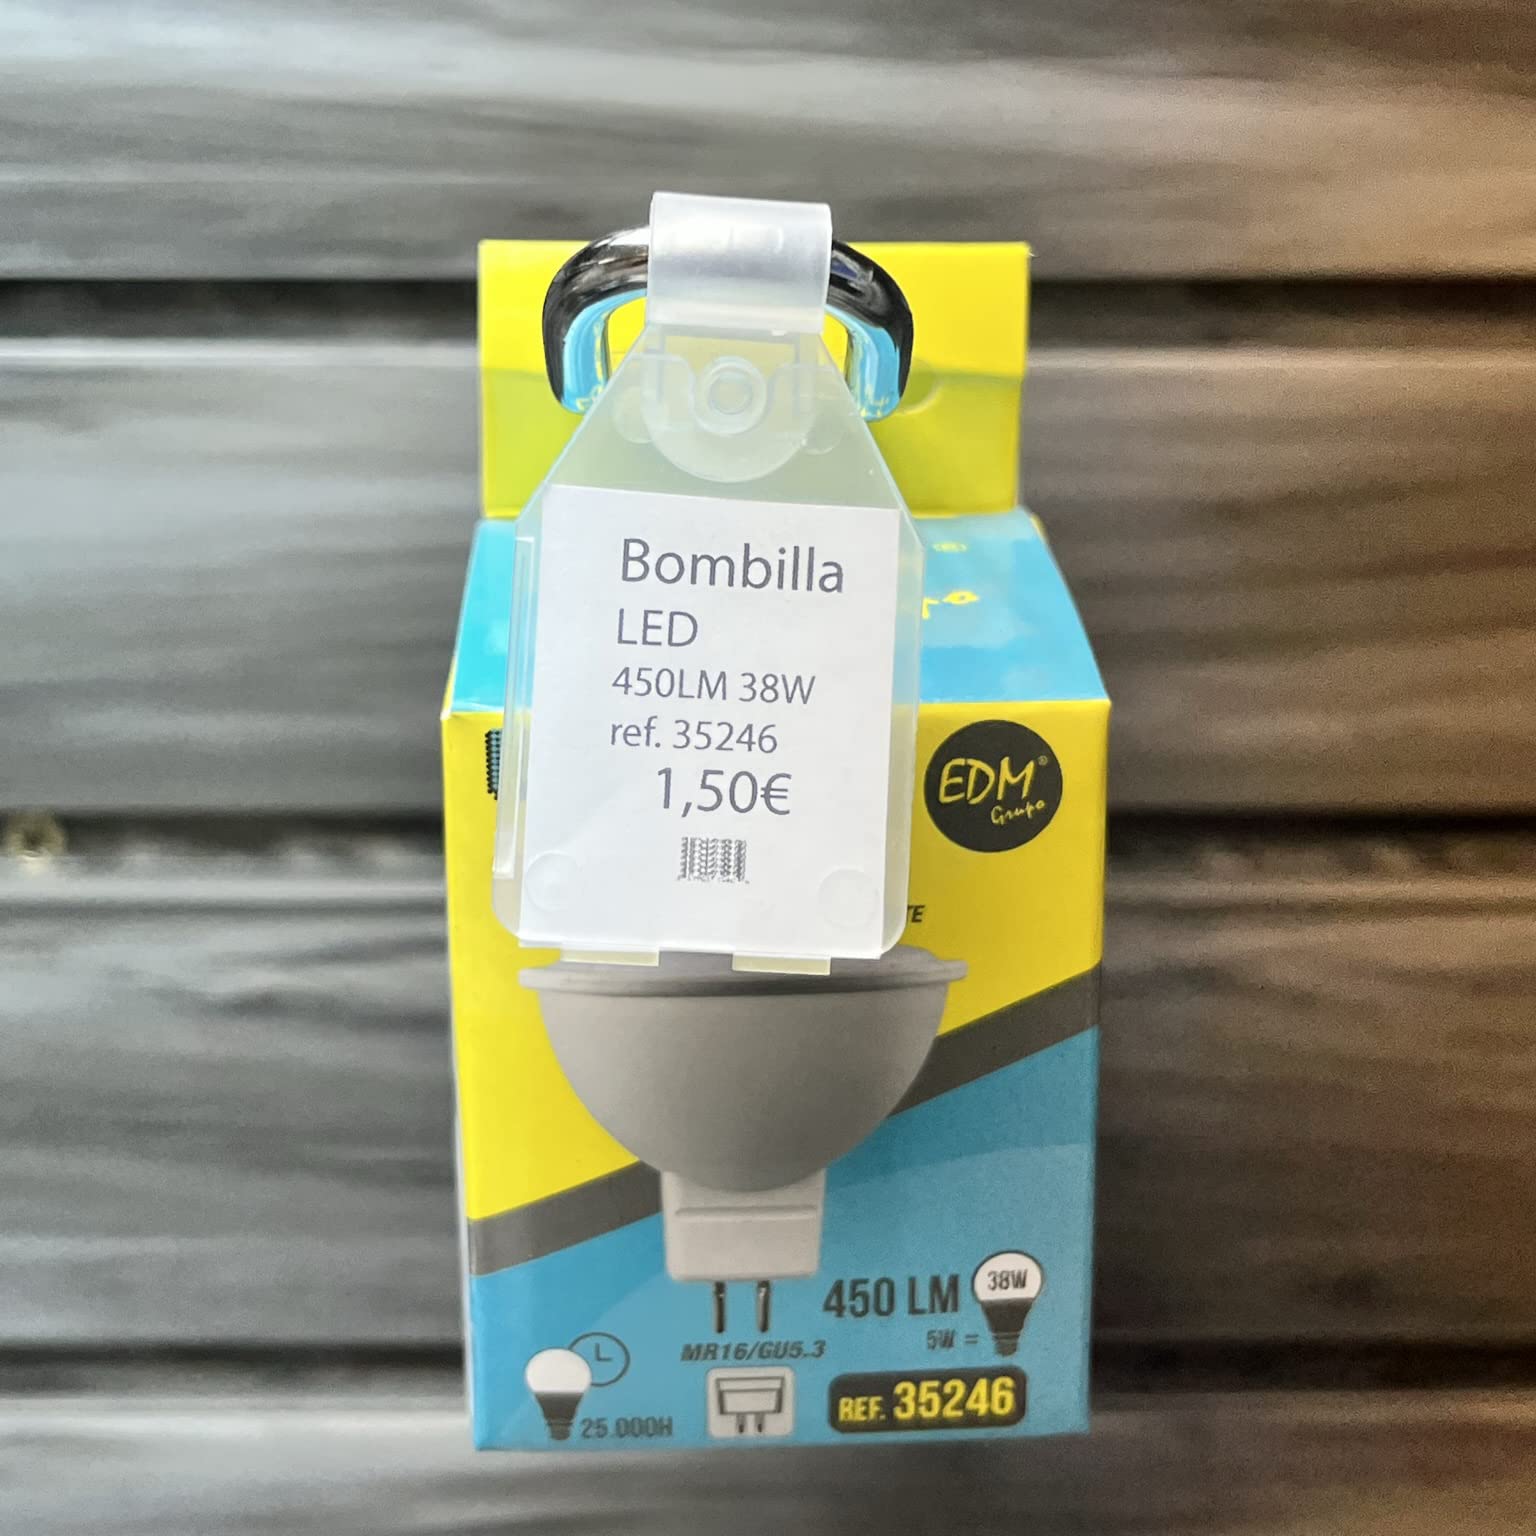 Bombilla
LED
450LM 38W
ref. 35246
1,50€
EDM®
Grupo
450 LM
38W
5W =
MR16/GU5.3
25.000H
REF. 35246